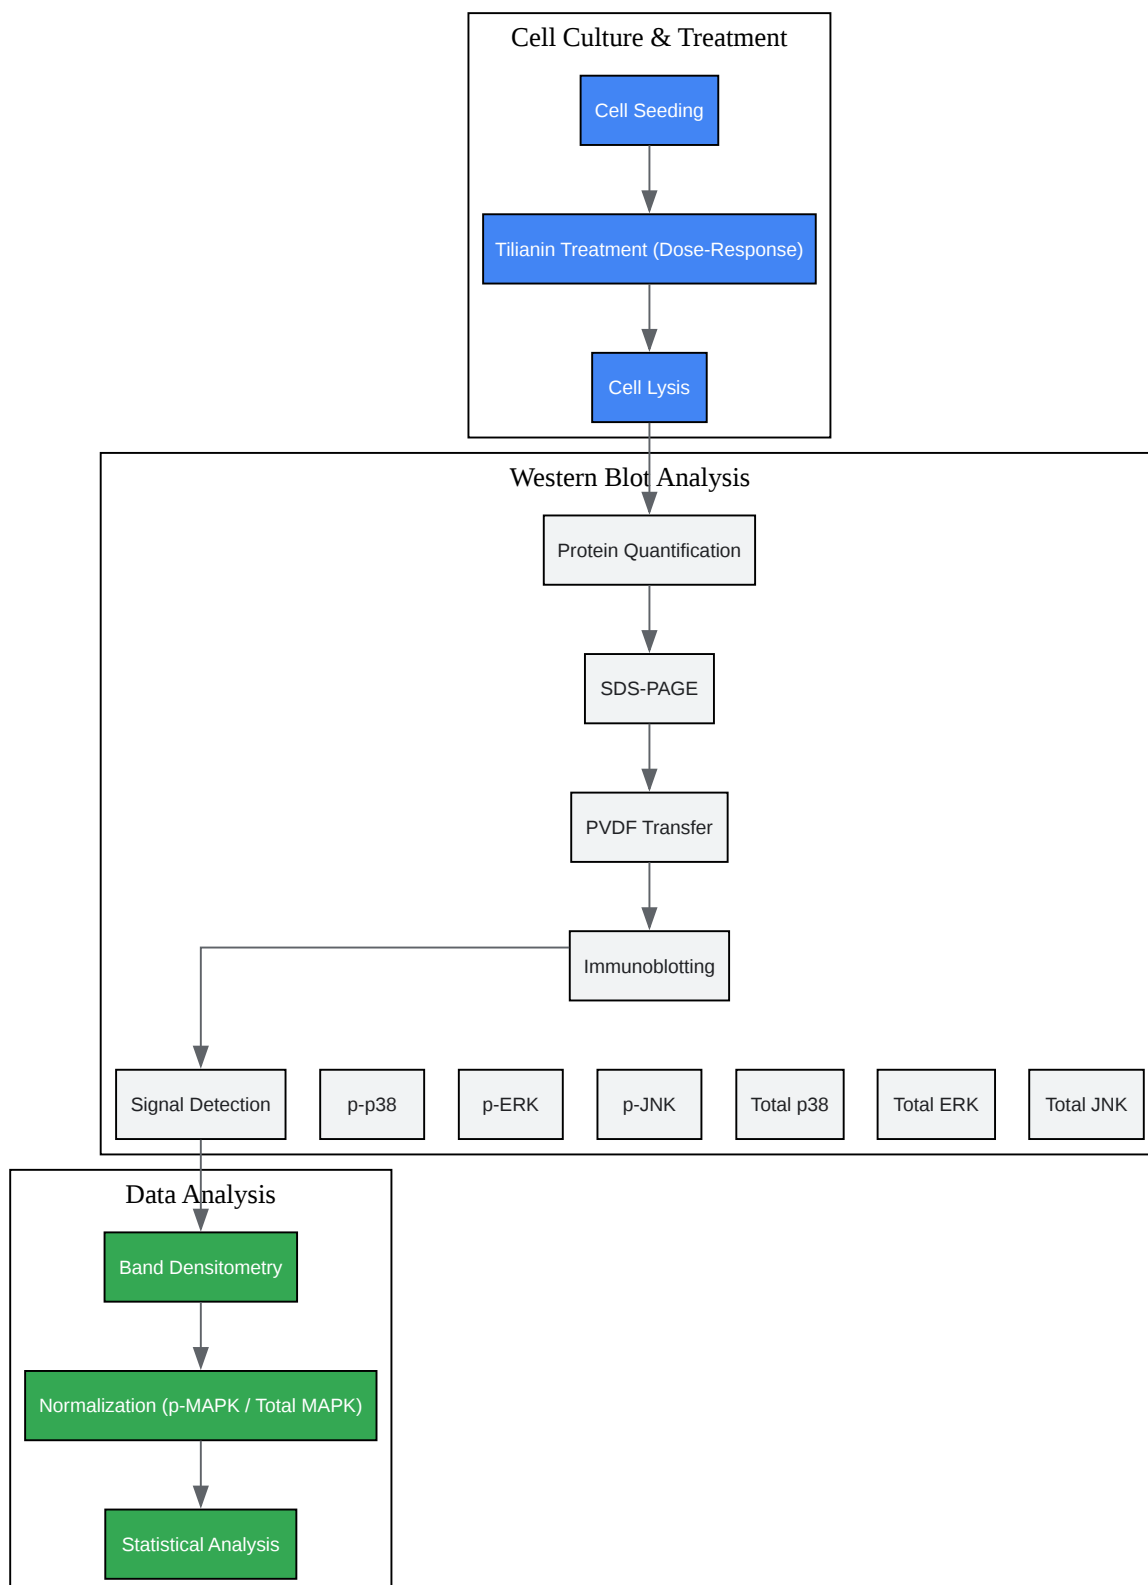 Cell Culture & Treatment
Cell Seeding
Tilianin Treatment (Dose-Response)
Cell Lysis
Western Blot Analysis
Protein Quantification
SDS-PAGE
PVDF Transfer
Immunoblotting
Signal Detection
p-p38
p-ERK
p-JNK
Total p38
Total ERK
Total JNK
Data Analysis
Band Densitometry
Normalization (p-MAPK / Total MAPK)
Statistical Analysis